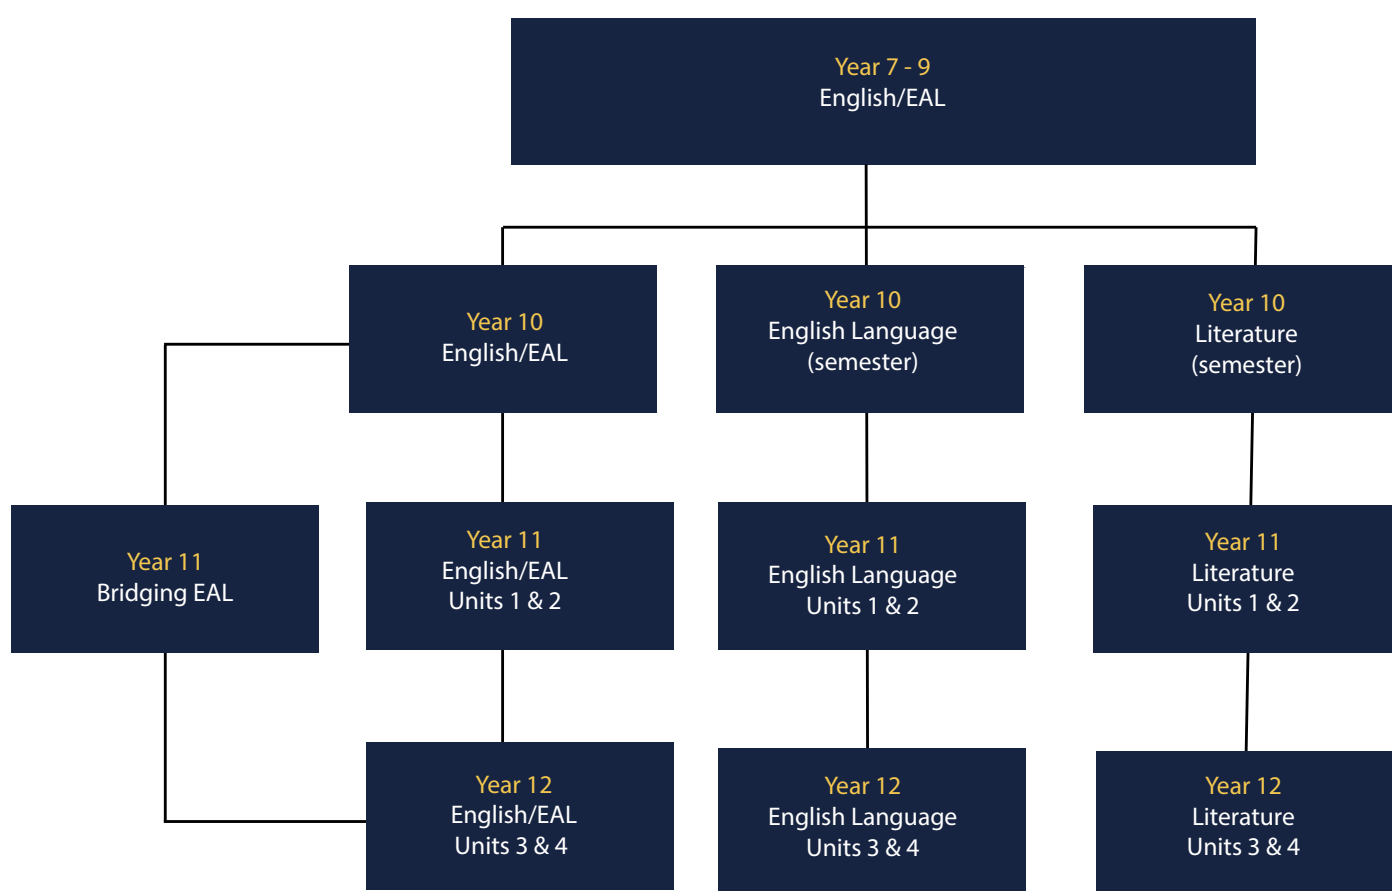 Year 7 - 9
English/EAL
Year 10
English/EAL
Year 10
English Language
(semester)
Year 10
Literature
(semester)
Year 11
Bridging EAL
Year 11
English/EAL
Units 1 & 2
Year 11
English Language
Units 1 & 2
Year 11
Literature
Units 1 & 2
Year 12
English/EAL
Units 3 & 4
Year 12
English Language
Units 3 & 4
Year 12
Literature
Units 3 & 4